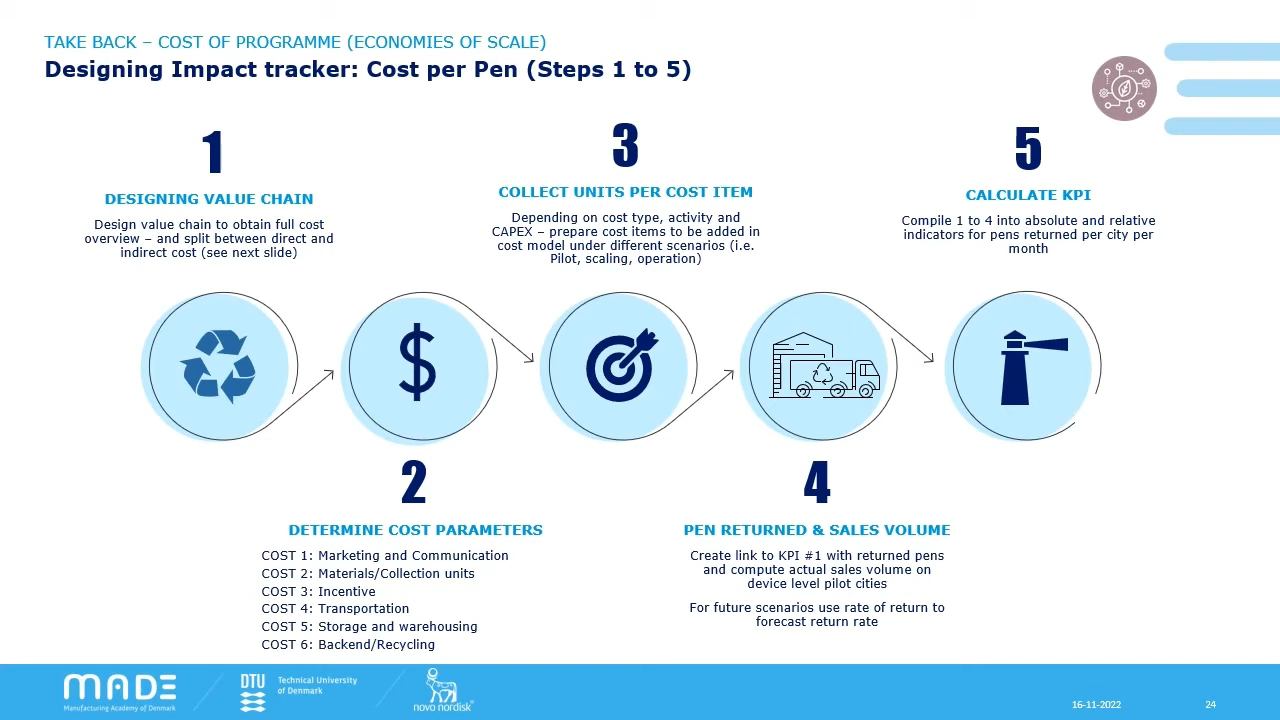 TAKE BACK – COST OF PROGRAMME (ECONOMIES OF SCALE)
Designing Impact tracker: Cost per Pen (Steps 1 to 5)
1
DESIGNING VALUE CHAIN
Design value chain to obtain full cost
overview – and split between direct and
indirect cost (see next slide)
3
COLLECT UNITS PER COST ITEM
Depending on cost type, activity and
CAPEX – prepare cost items to be added in
cost model under different scenarios (i.e.
Pilot, scaling, operation)
5
CALCULATE KPI
Compile 1 to 4 into absolute and relative
indicators for pens returned per city per
month
$
2
DETERMINE COST PARAMETERS
COST 1: Marketing and Communication
COST 2: Materials/Collection units
COST 3: Incentive
COST 4: Transportation
COST 5: Storage and warehousing
COST 6: Backend/Recycling
4
PEN RETURNED & SALES VOLUME
Create link to KPI #1 with returned pens
and compute actual sales volume on
device level pilot cities
For future scenarios use rate of return to
forecast return rate
MADE
Manufacturing Academy of Denmark
DTU
Technical University
of Denmark
novo nordisk®
16-11-2022
24